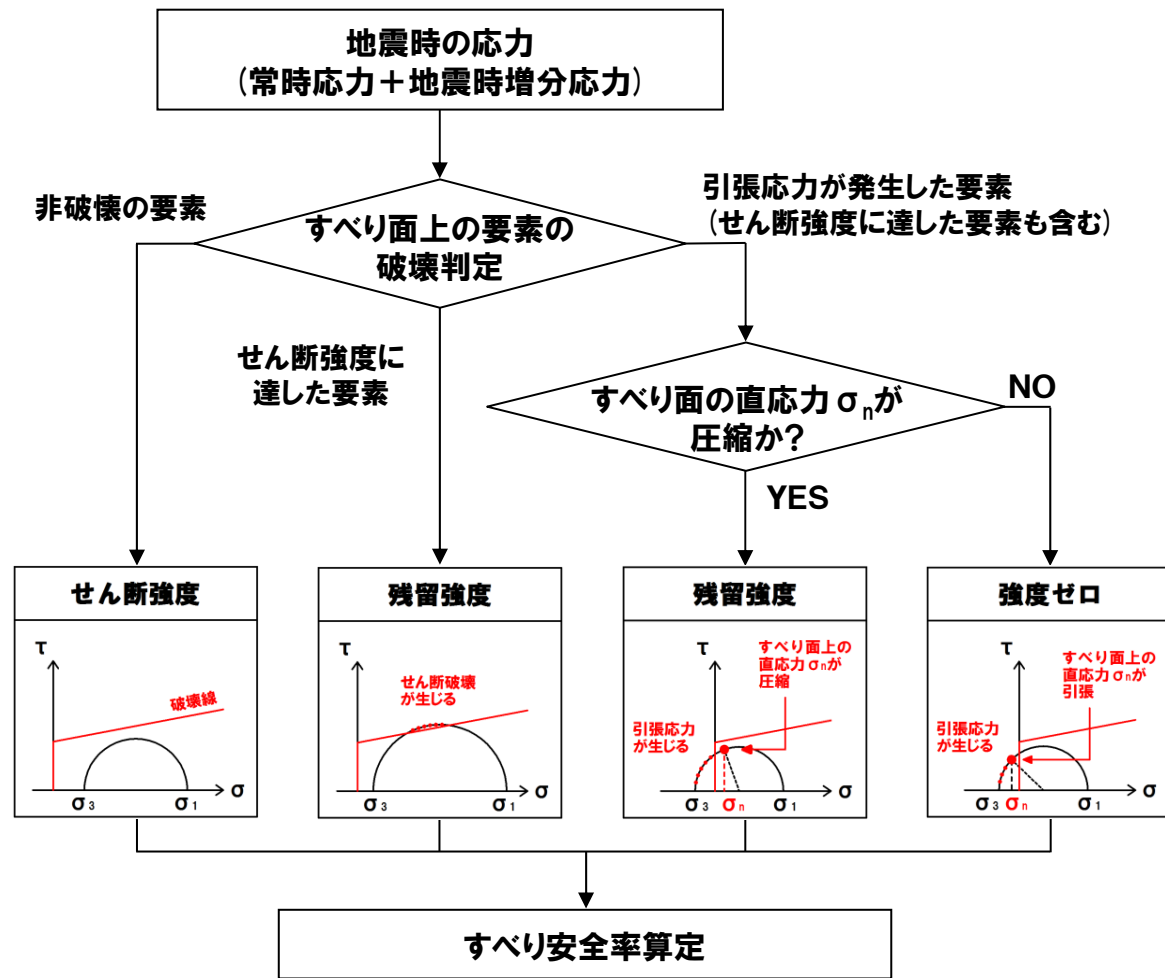 地震時の応力
(常時応力＋地震時増分応力)
非破壊の要素
すべり面上の要素の
破壊判定
引張応力が発生した要素
(せん断強度に達した要素も含む)
せん断強度に
達した要素
すべり面の直応力σnが
圧縮か?
NO
YES
せん断強度
τ
破壊線
σ3
σ1
σ
残留強度
τ
せん断破壊
が生じる
σ3
σ1
σ
残留強度
τ
すべり面上の
直応力σnが
圧縮
引張応力
が生じる
σ3
σn
σ1
σ
強度ゼロ
τ
すべり面上の
直応力σnが
引張
引張応力
が生じる
σ3
σn
σ1
σ
すべり安全率算定